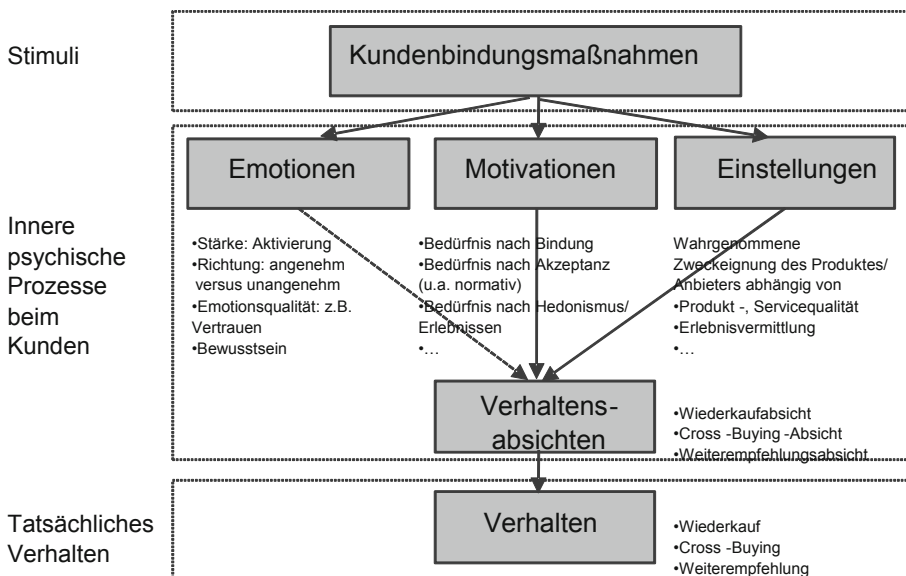 Stimuli
Kundenbindungsmaßnahmen
Innere
psychische
Prozesse
beim
Kunden
Emotionen
•Stärke: Aktivierung
•Richtung: angenehm
versus unangenehm
•Emotionsqualität: z.B.
Vertrauen
•Bewusstsein
Motivationen
•Bedürfnis nach Bindung
•Bedürfnis nach Akzeptanz
(u.a. normativ)
•Bedürfnis nach Hedonismus/
Erlebnissen
•…
Einstellungen
Wahrgenommene
Zweckeignung des Produktes/
Anbieters abhängig von
•Produkt -, Servicequalität
•Erlebnisvermittlung
•…
Verhaltens-
absichten
•Wiederkaufabsicht
•Cross -Buying -Absicht
•Weiterempfehlungsabsicht
Tatsächliches
Verhalten
Verhalten
•Wiederkauf
•Cross -Buying
•Weiterempfehlung